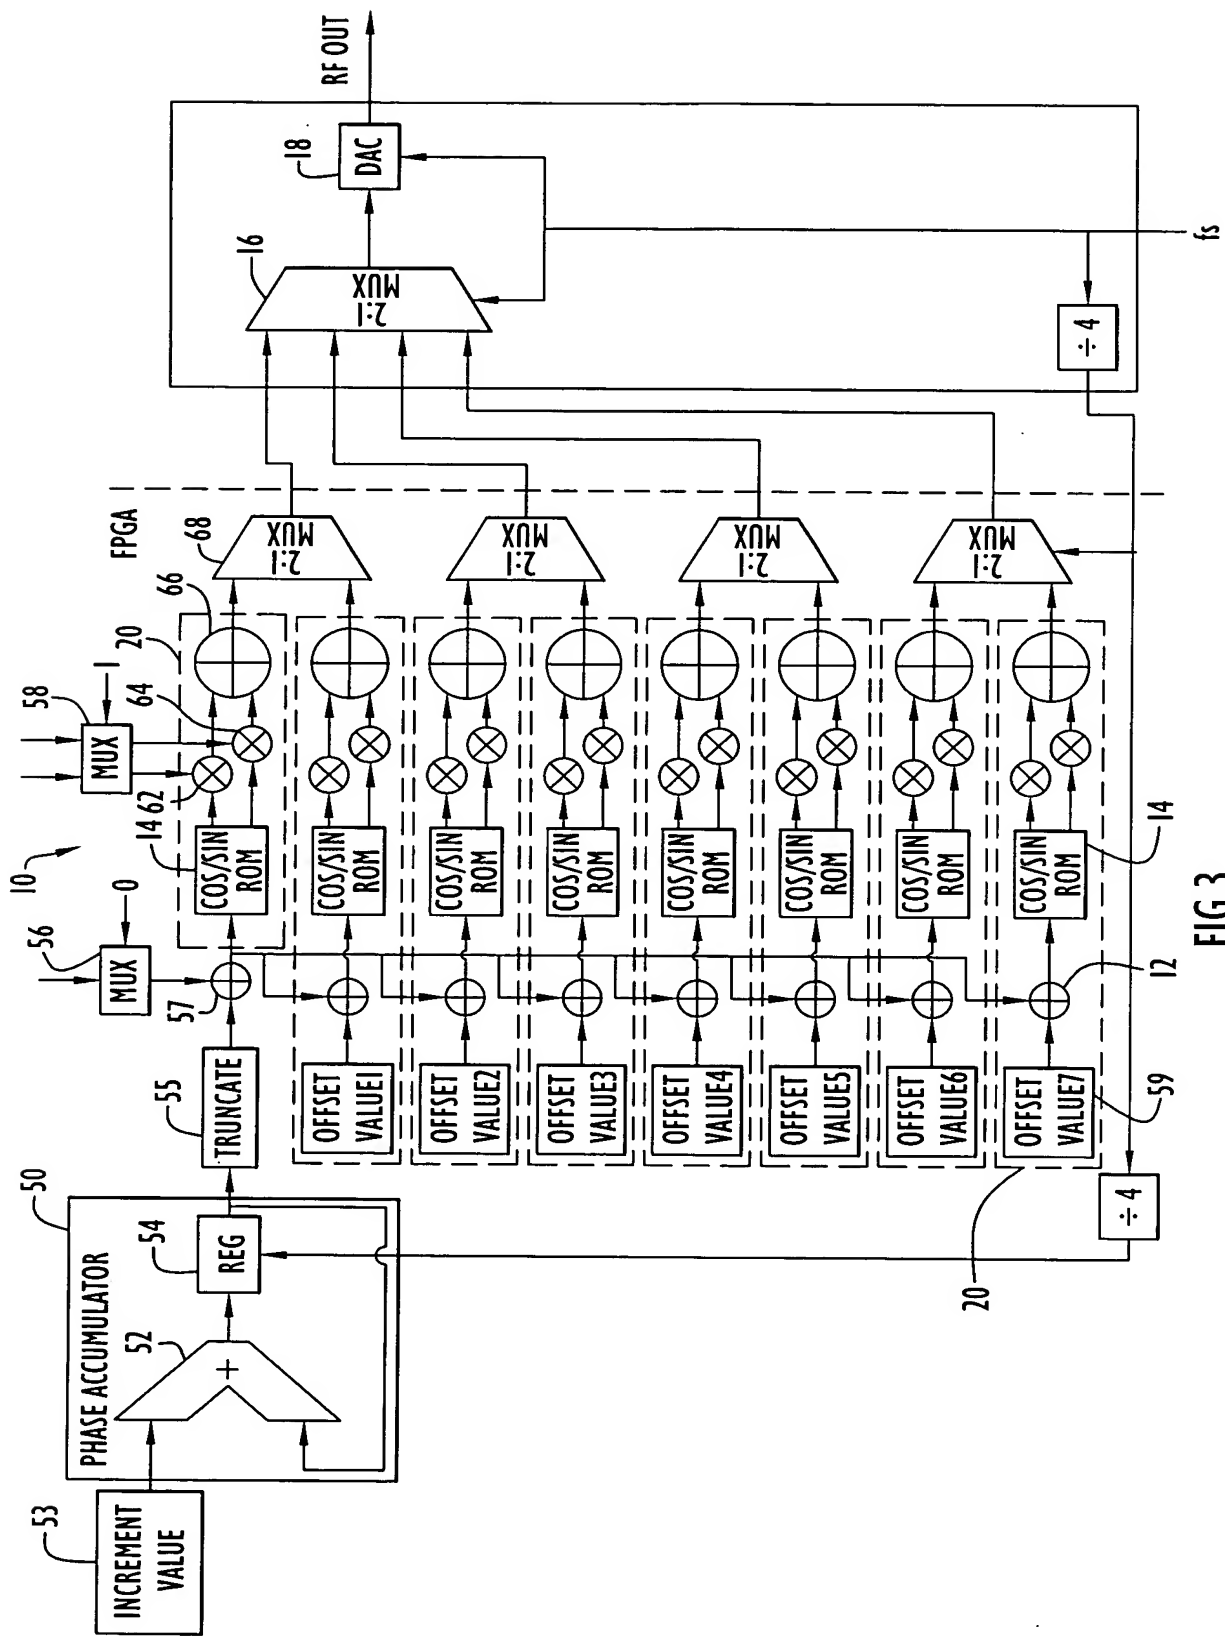 53
INCREMENT
VALUE
PHASE ACCUMULATOR
50
52
+
54
REG
55
TRUNCATE
10
56
MUX
0
57
58
MUX
1
14
62
64
20
66
68
FPGA
COS/SIN
ROM
2:1
MUX
OFFSET
VALUE1
COS/SIN
ROM
OFFSET
VALUE2
COS/SIN
ROM
2:1
MUX
OFFSET
VALUE3
COS/SIN
ROM
OFFSET
VALUE4
COS/SIN
ROM
2:1
MUX
OFFSET
VALUE5
COS/SIN
ROM
OFFSET
VALUE6
COS/SIN
ROM
2:1
MUX
OFFSET
VALUE7
COS/SIN
ROM
20
59
12
14
16
2:1
MUX
18
DAC
RF OUT
÷ 4
÷ 4
fs
FIG.3